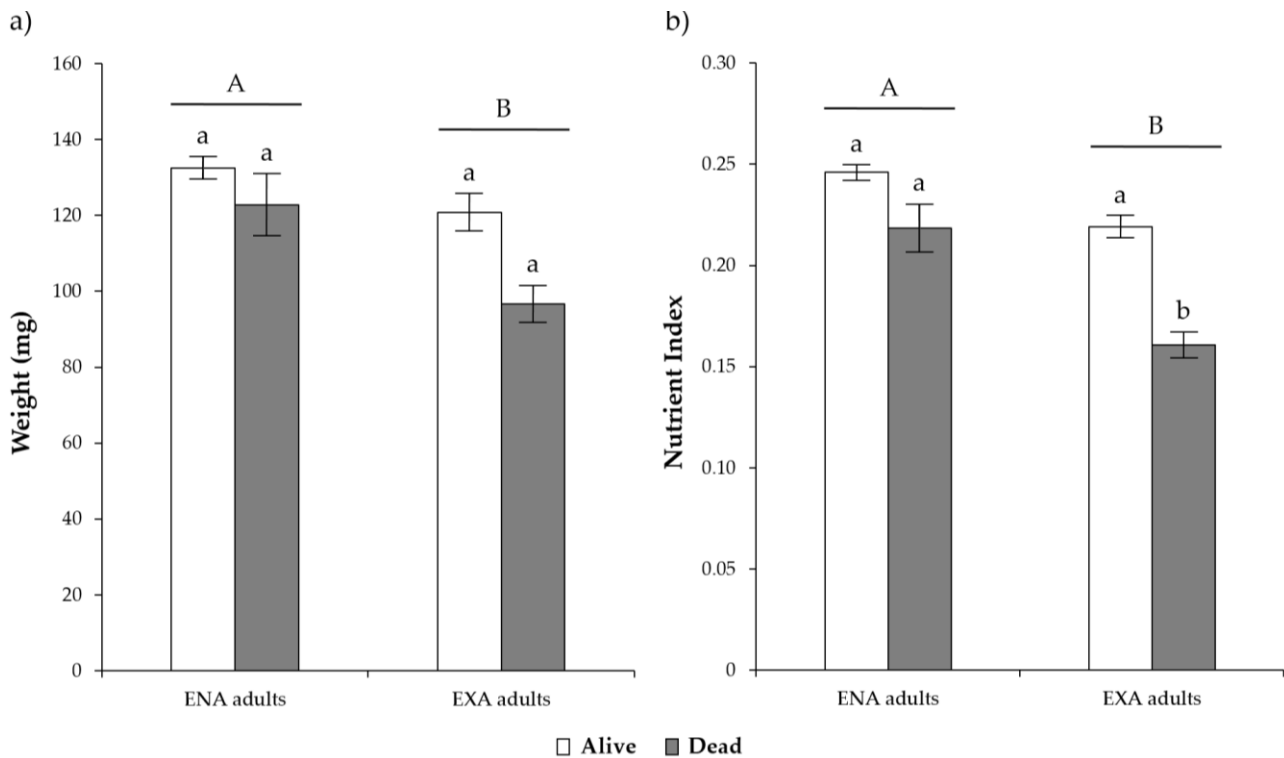 a)
Weight (mg)
160
140
120
100
80
60
40
20
0
A
a
a
B
a
a
ENA adults
EXA adults
b)
Nutrient Index
0.30
0.25
0.20
0.15
0.10
0.05
0
A
a
a
B
a
b
ENA adults
EXA adults
Alive Dead